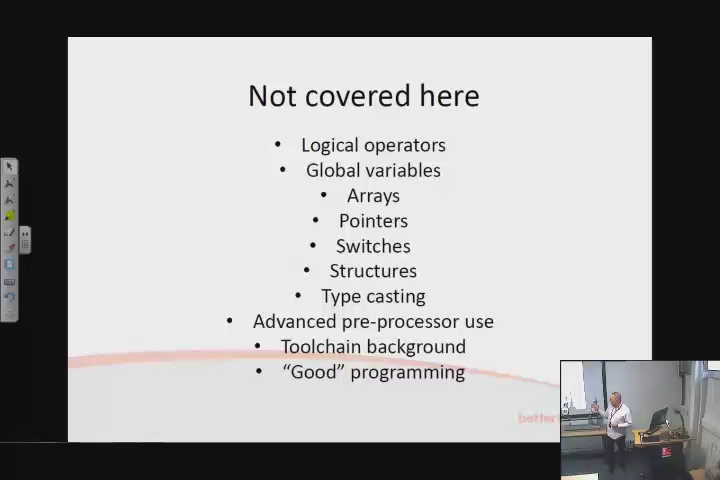 Not covered here
• Logical operators
• Global variables
• Arrays
• Pointers
• Switches
• Structures
• Type casting
• Advanced pre-processor use
• Toolchain background
• “Good” programming